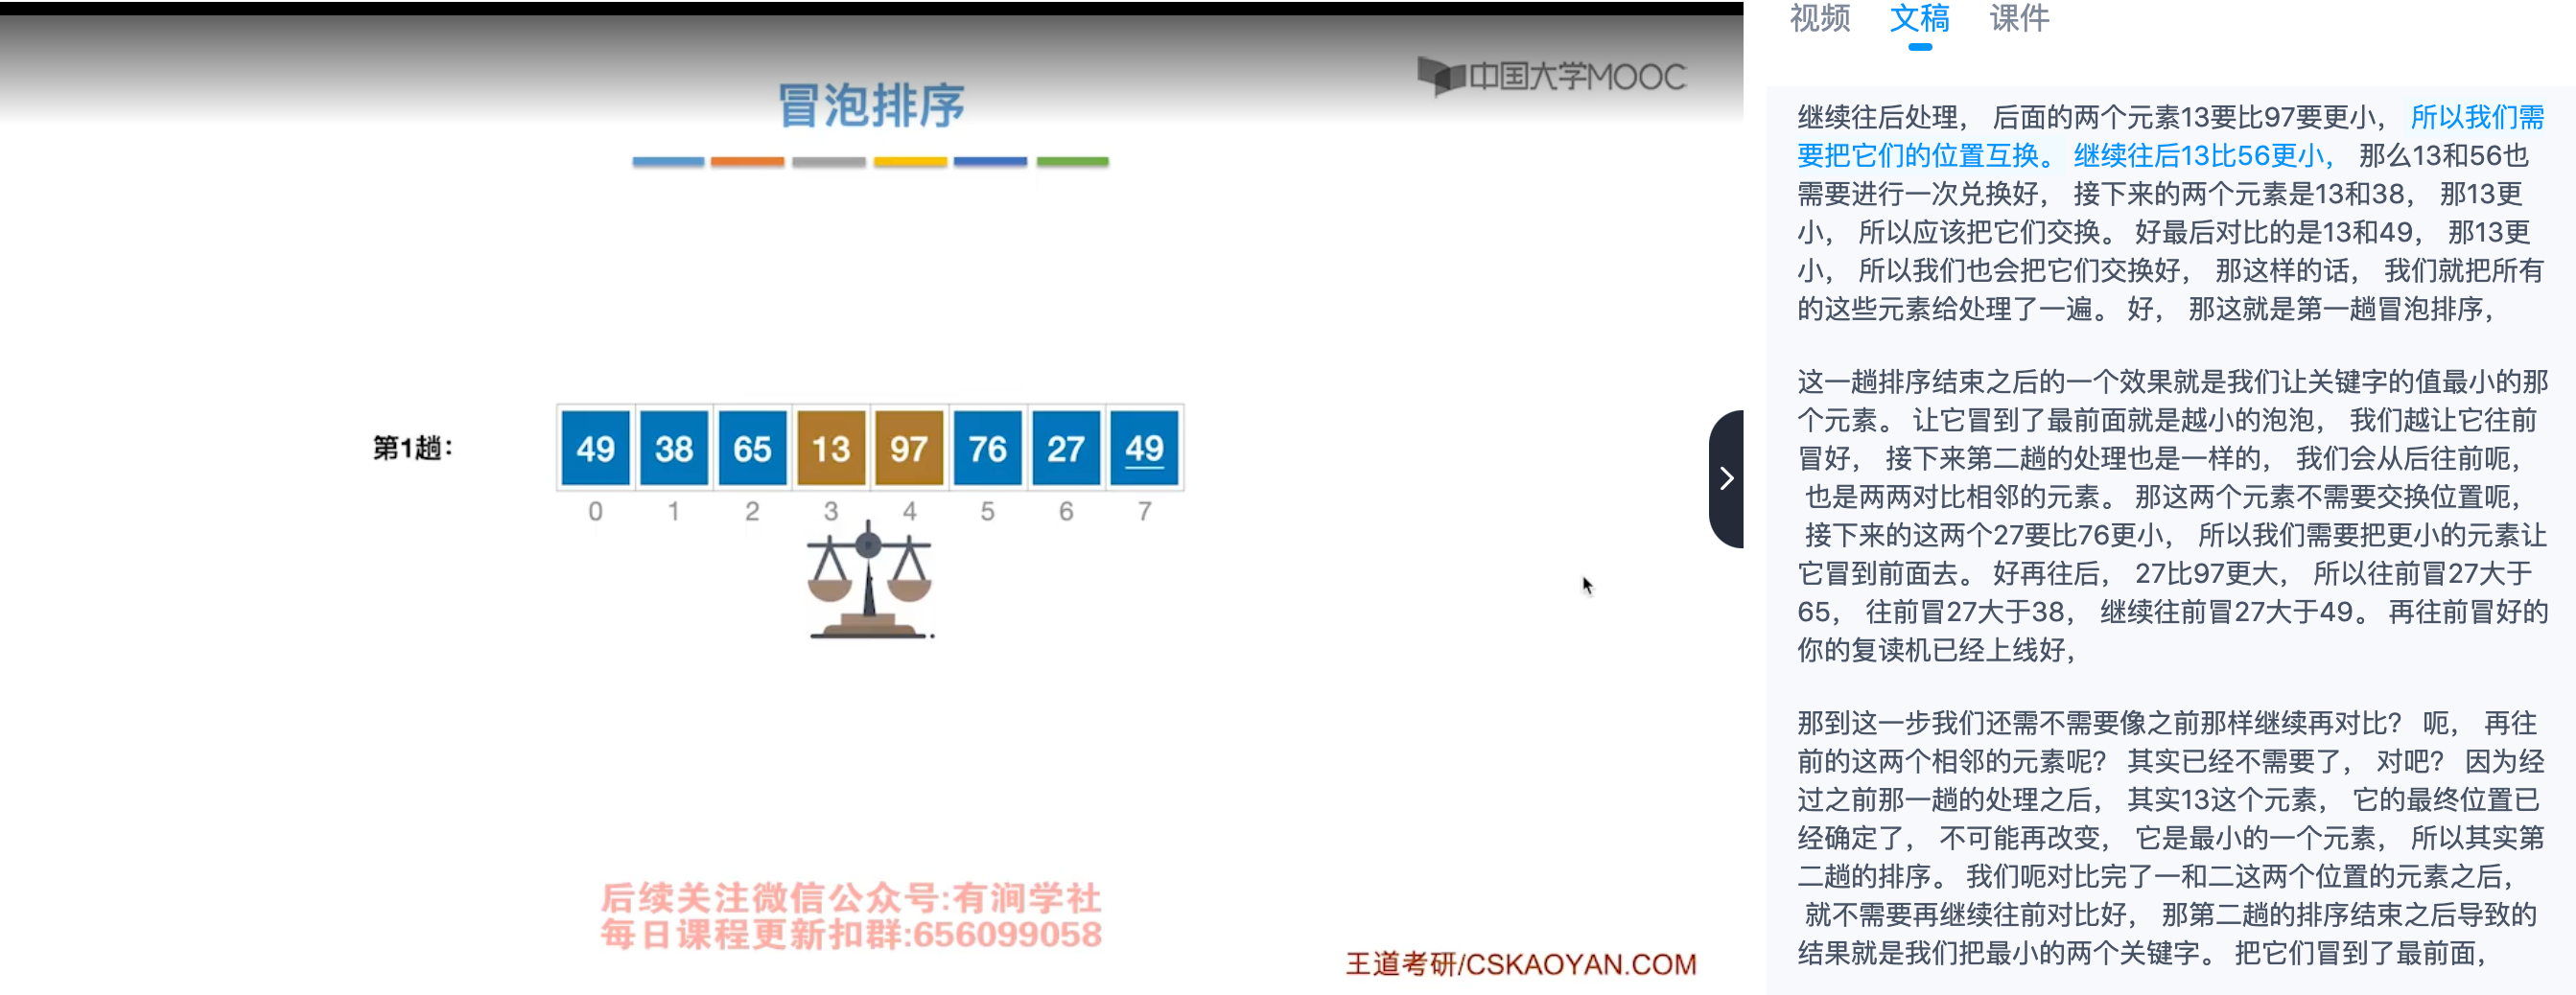 中国大学MOOC
冒泡排序
第1趟:
49 38 65 13 97 76 27 49
0 1 2 3 4 5 6 7
后续关注微信公众号:有涧学社
每日课程更新扣群:656099058
王道考研/CSKAOYAN.COM
视频 文稿 课件
继续往后处理， 后面的两个元素13要比97要更小， 所以我们需
要把它们的位置互换。 继续往后13比56更小， 那么13和56也
需要进行一次兑换好， 接下来的两个元素是13和38， 那13更
小， 所以应该把它们交换。 好最后对比的是13和49， 那13更
小， 所以我们也会把它们交换好， 那这样的话， 我们就把所有
的这些元素给处理了一遍。 好， 那这就是第一趟冒泡排序，
这一趟排序结束之后的一个效果就是我们让关键字的值最小的那
个元素。 让它冒到了最前面就是越小的泡泡， 我们越让它往前
冒好， 接下来第二趟的处理也是一样的， 我们会从后往前呃，
也是两两对比相邻的元素。 那这两个元素不需要交换位置呃，
接下来的这两个27要比76更小， 所以我们需要把更小的元素让
它冒到前面去。 好再往后， 27比97更大， 所以往前冒27大于
65， 往前冒27大于38， 继续往前冒27大于49。 再往前冒好的
你的复读机已经上线好，
那到这一步我们还需不需要像之前那样继续再对比？ 呃， 再往
前的这两个相邻的元素呢？ 其实已经不需要了， 对吧？ 因为经
过之前那一趟的处理之后， 其实13这个元素， 它的最终位置已
经确定了， 不可能再改变， 它是最小的一个元素， 所以其实第
二趟的排序。 我们呃对比完了一和二这两个位置的元素之后，
就不需要再继续往前对比好， 那第二趟的排序结束之后导致的
结果就是我们把最小的两个关键字。 把它们冒到了最前面，